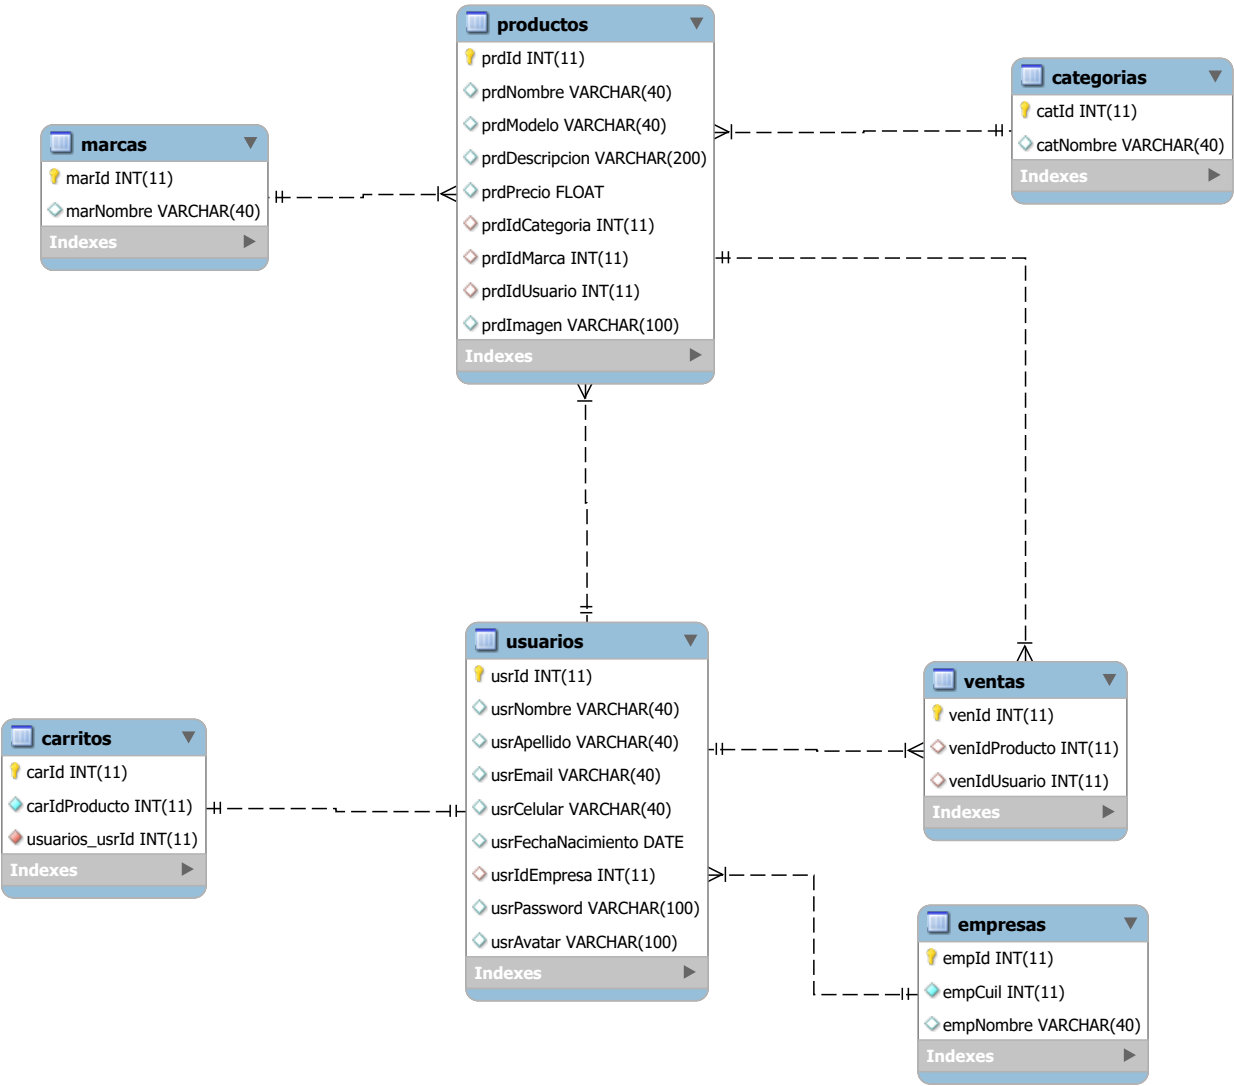 productos
prdId INT(11)
prdNombre VARCHAR(40)
prdModelo VARCHAR(40)
prdDescripcion VARCHAR(200)
prdPrecio FLOAT
prdIdCategoria INT(11)
prdIdMarca INT(11)
prdIdUsuario INT(11)
prdImagen VARCHAR(100)
Indexes
categorias
catId INT(11)
catNombre VARCHAR(40)
Indexes
marcas
marId INT(11)
marNombre VARCHAR(40)
Indexes
usuarios
usrId INT(11)
usrNombre VARCHAR(40)
usrApellido VARCHAR(40)
usrEmail VARCHAR(40)
usrCelular VARCHAR(40)
usrFechaNacimiento DATE
usrIdEmpresa INT(11)
usrPassword VARCHAR(100)
usrAvatar VARCHAR(100)
Indexes
ventas
venId INT(11)
venIdProducto INT(11)
venIdUsuario INT(11)
Indexes
carritos
carId INT(11)
carIdProducto INT(11)
usuarios_usrId INT(11)
Indexes
empresas
empId INT(11)
empCuil INT(11)
empNombre VARCHAR(40)
Indexes